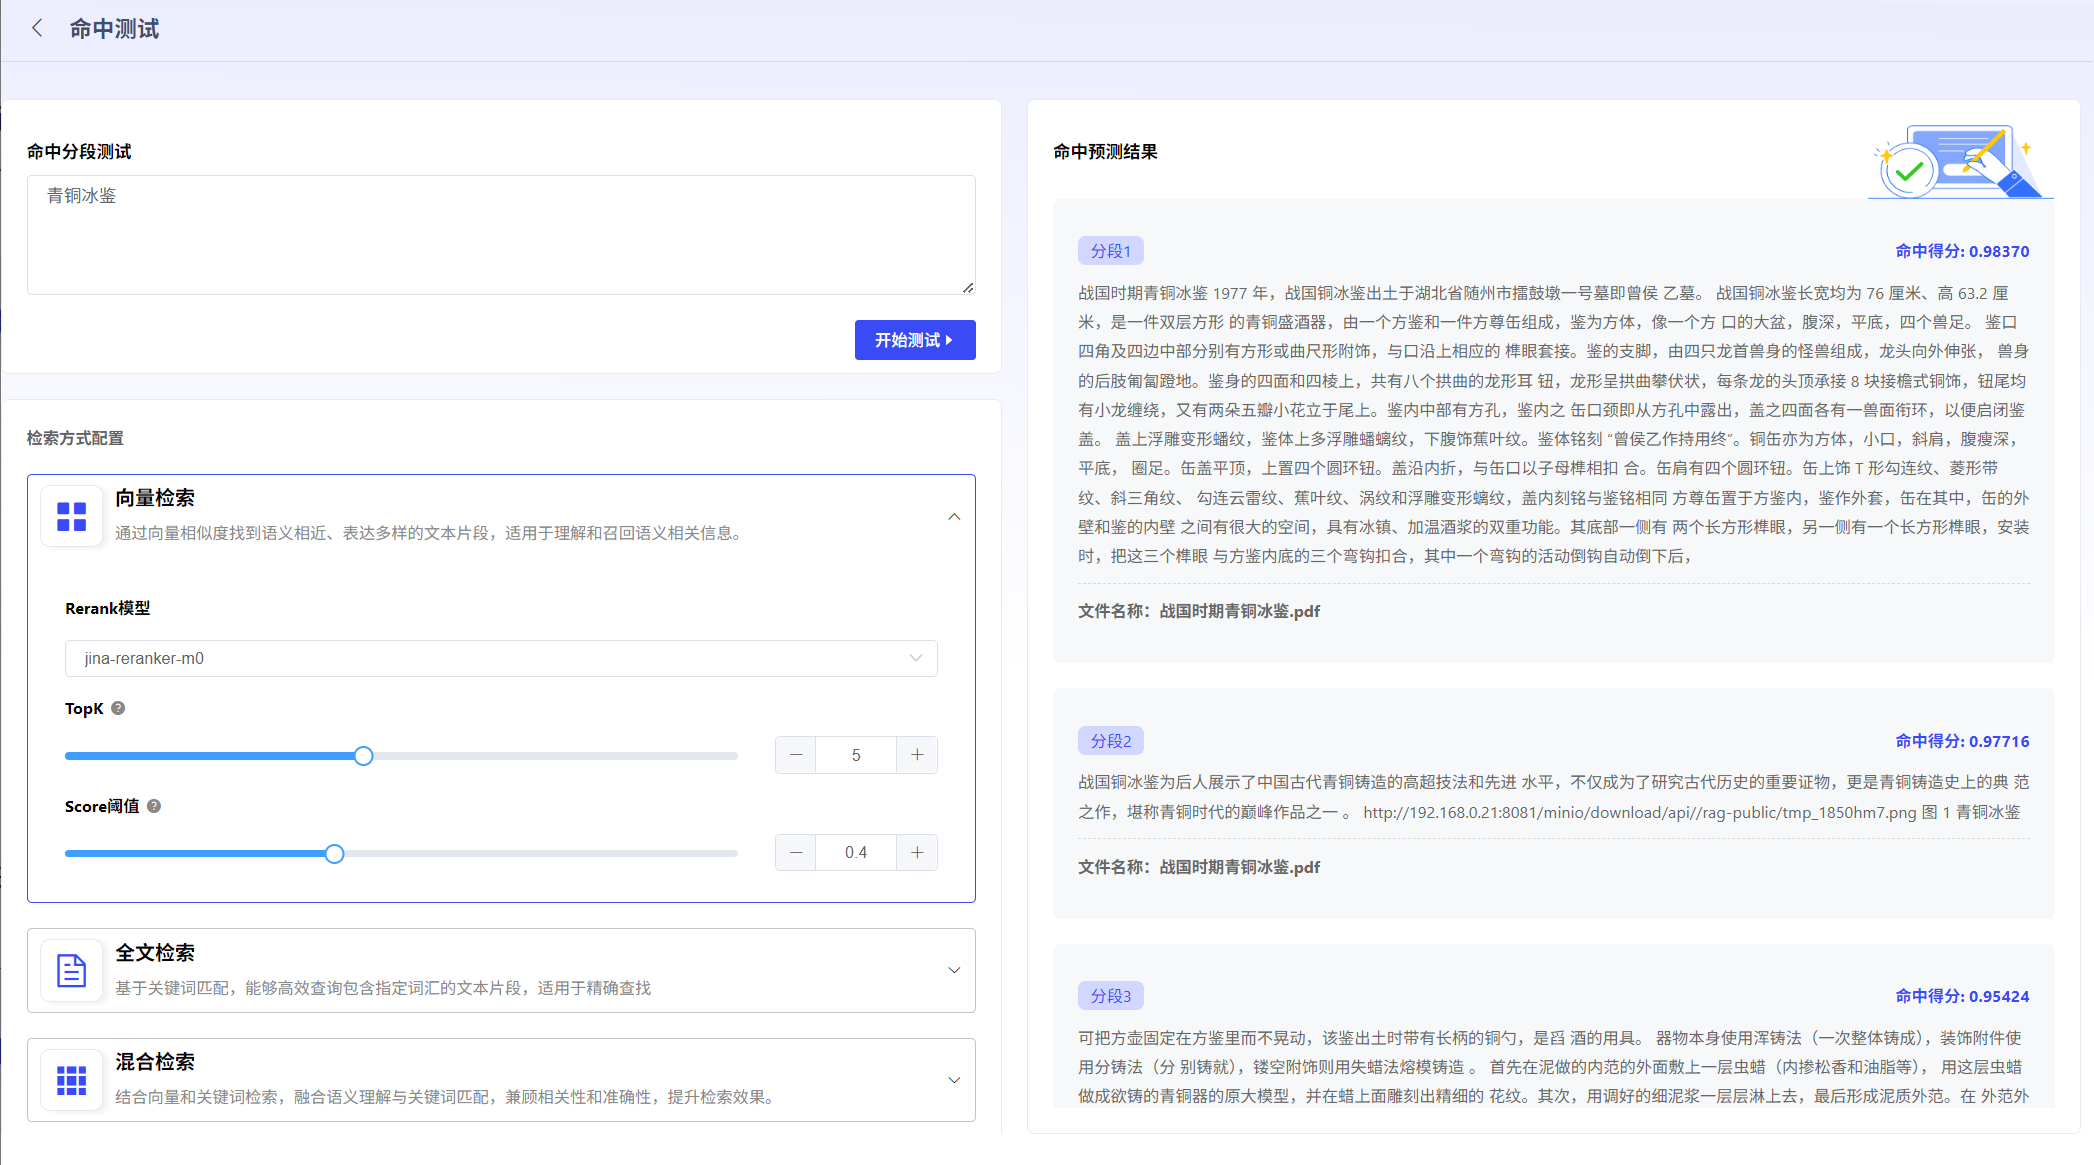 命中测试
命中分段测试
青铜冰鉴
开始测试
检索方式配置
向量检索
通过向量相似度找到语义相近、表达多样的文本片段，适用于理解和召回语义相关信息。
Rerank模型
jina-reranker-m0
TopK
5
Score阈值
0.4
全文检索
基于关键词匹配，能够高效查询包含指定词汇的文本片段，适用于精确查找
混合检索
结合向量和关键词检索，融合语义理解与关键词匹配，兼顾相关性和准确性，提升检索效果。
命中预测结果
分段1
命中得分: 0.98370
战国时期青铜冰鉴 1977 年，战国铜冰鉴出土于湖北省随州市擂鼓墩一号墓即曾侯 乙墓。 战国铜冰鉴长宽均为 76 厘米、高 63.2 厘
米，是一件双层方形 的青铜盛酒器，由一个方鉴和一件方尊缶组成，鉴为方体，像一个方 口的大盆，腹深，平底，四个兽足。 鉴口
四角及四边中部分别有方形或曲尺形附饰，与口沿上相应的 榫眼套接。鉴的支脚，由四只龙首兽身的怪兽组成，龙头向外伸张， 兽身
的后肢匍匐蹬地。鉴身的四面和四棱上，共有八个拱曲的龙形耳 钮，龙形呈拱曲攀伏状，每条龙的头顶承接 8 块接檐式铜饰，钮尾均
有小龙缠绕，又有两朵五瓣小花立于尾上。鉴内中部有方孔，鉴内之 缶口颈即从方孔中露出，盖之四面各有一兽面衔环，以便启闭鉴
盖。 盖上浮雕变形蟠纹，鉴体上多浮雕蟠螭纹，下腹饰蕉叶纹。鉴体铭刻 “曾侯乙作持用终”。铜缶亦为方体，小口，斜肩，腹瘦深，
平底， 圈足。缶盖平顶，上置四个圆环钮。盖沿内折，与缶口以子母榫相扣 合。缶肩有四个圆环钮。缶上饰 T 形勾连纹、菱形带
纹、斜三角纹、 勾连云雷纹、蕉叶纹、涡纹和浮雕变形螭纹，盖内刻铭与鉴铭相同 方尊缶置于方鉴内，鉴作外套，缶在其中，缶的外
壁和鉴的内壁 之间有很大的空间，具有冰镇、加温酒浆的双重功能。其底部一侧有 两个长方形榫眼，另一侧有一个长方形榫眼，安装
时，把这三个榫眼 与方鉴内底的三个弯钩扣合，其中一个弯钩的活动倒钩自动倒下后，
文件名称：战国时期青铜冰鉴.pdf
分段2
命中得分: 0.97716
战国铜冰鉴为后人展示了中国古代青铜铸造的高超技法和先进 水平，不仅成为了研究古代历史的重要证物，更是青铜铸造史上的典 范
之作，堪称青铜时代的巅峰作品之一 。 http://192.168.0.21:8081/minio/download/api//rag-public/tmp_1850hm7.png 图 1 青铜冰鉴
文件名称：战国时期青铜冰鉴.pdf
分段3
命中得分: 0.95424
可把方壶固定在方鉴里而不晃动，该鉴出土时带有长柄的铜勺，是舀 酒的用具。 器物本身使用浑铸法（一次整体铸成），装饰附件使
用分铸法（分 别铸就），镂空附饰则用失蜡法熔模铸造 。 首先在泥做的内范的外面敷上一层虫蜡（内掺松香和油脂等）， 用这层虫蜡
做成欲铸的青铜器的原大模型，并在蜡上面雕刻出精细的 花纹。其次，用调好的细泥浆一层层淋上去，最后形成泥质外范。在 外范外